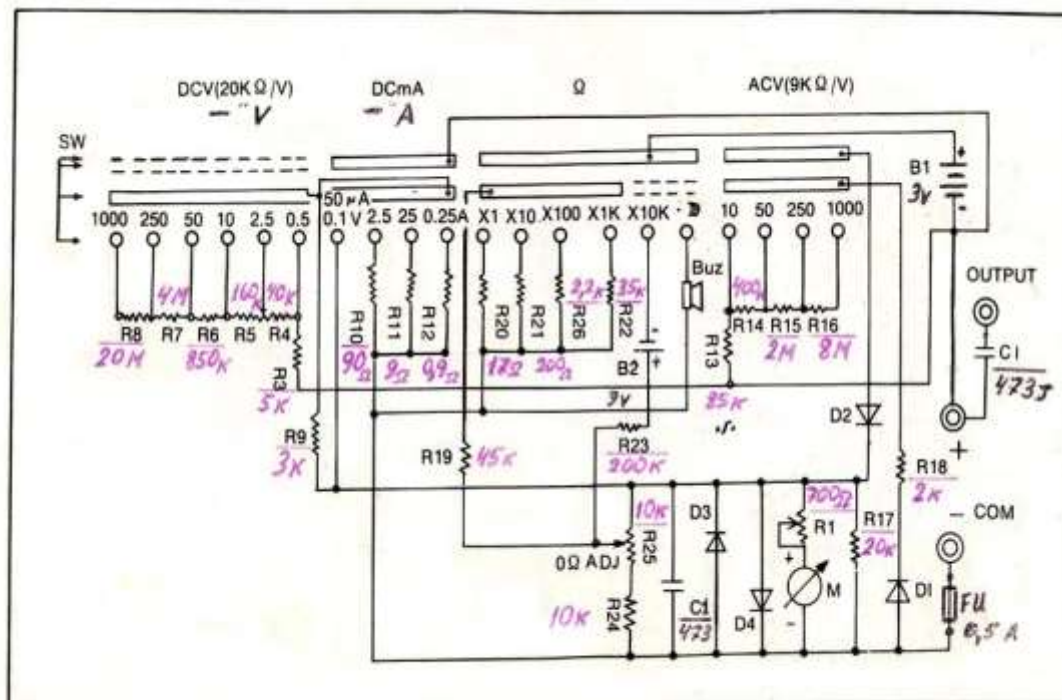 DCV(20KΩ/V) DCmA Ω ACV(9KΩ/V)
— "V — "A
SW
B1
3V
+
-
50μA
1000 250 50 10 2.5 0.5 0.1V 2.5 25 0.25A X1 X10 X100 X1K X10K 10 50 250 1000
Buz
OUTPUT
4M 160K 40K 2,2K 35K 400K
R8 R7 R6 R5 R4
20M 850K
R10 R11 R12 R20 R21 R26 R22
R14 R15 R16
2M 8M
R13
C1
473J
90Ω 9Ω 0,9Ω 17Ω 200Ω
B2
+
R3
5K
9V
85K
D2
+
R9
3K
R19 45K
R23
200K
R18
2K
- COM
10K
R25
D3
700Ω
R1
R17
20K
0Ω ADJ
+
M
-
D1
FU
0,5A
10K
R24
C1
473
D4